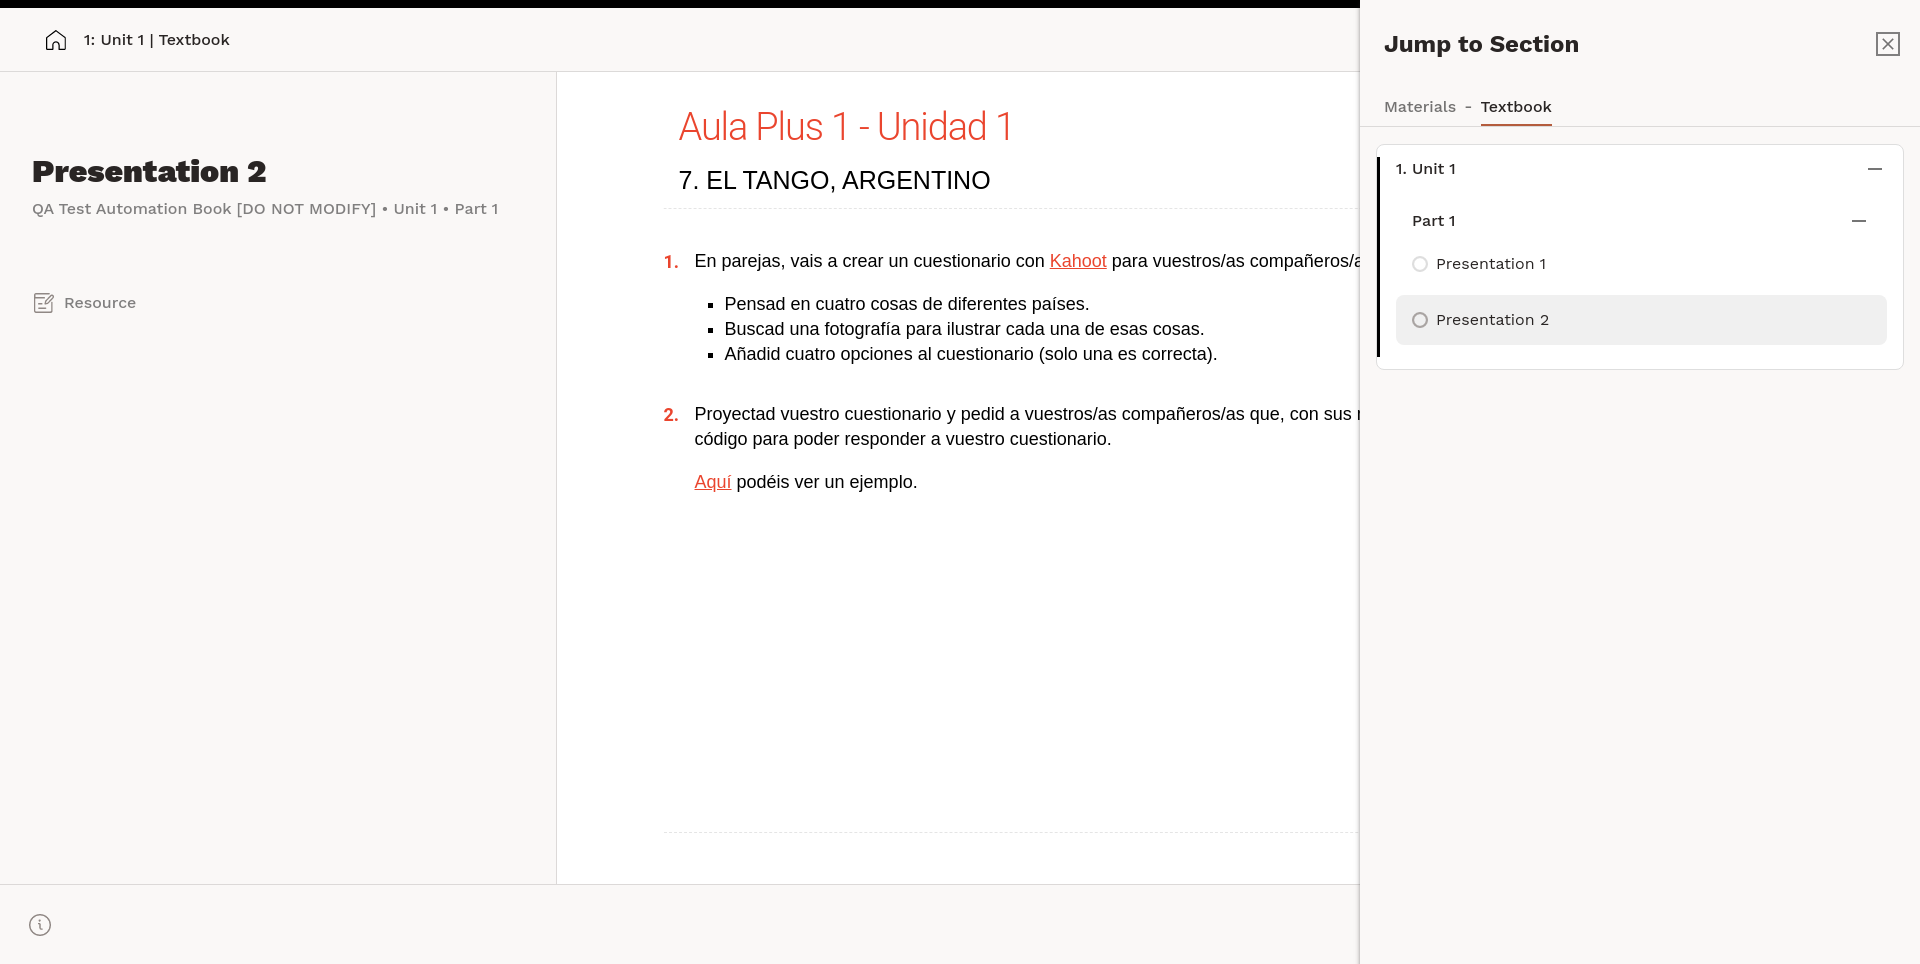 1: Unit 1 | Textbook
Presentation 2
QA Test Automation Book [DO NOT MODIFY] • Unit 1 • Part 1
Resource
Aula Plus 1 - Unidad 1
7. EL TANGO, ARGENTINO
1. En parejas, vais a crear un cuestionario con Kahoot para vuestros/as
▪ Pensad en cuatro cosas de diferentes países.
▪ Buscad una fotografía para ilustrar cada una de esas cosas.
▪ Añadid cuatro opciones al cuestionario (solo una es correcta).
2. Proyectad vuestro cuestionario y pedid a vuestros/as compañeros/as que, con sus
código para poder responder a vuestro cuestionario.
Aquí podéis ver un ejemplo.
Jump to Section
Materials - Textbook
1. Unit 1
Part 1
Presentation 1
Presentation 2